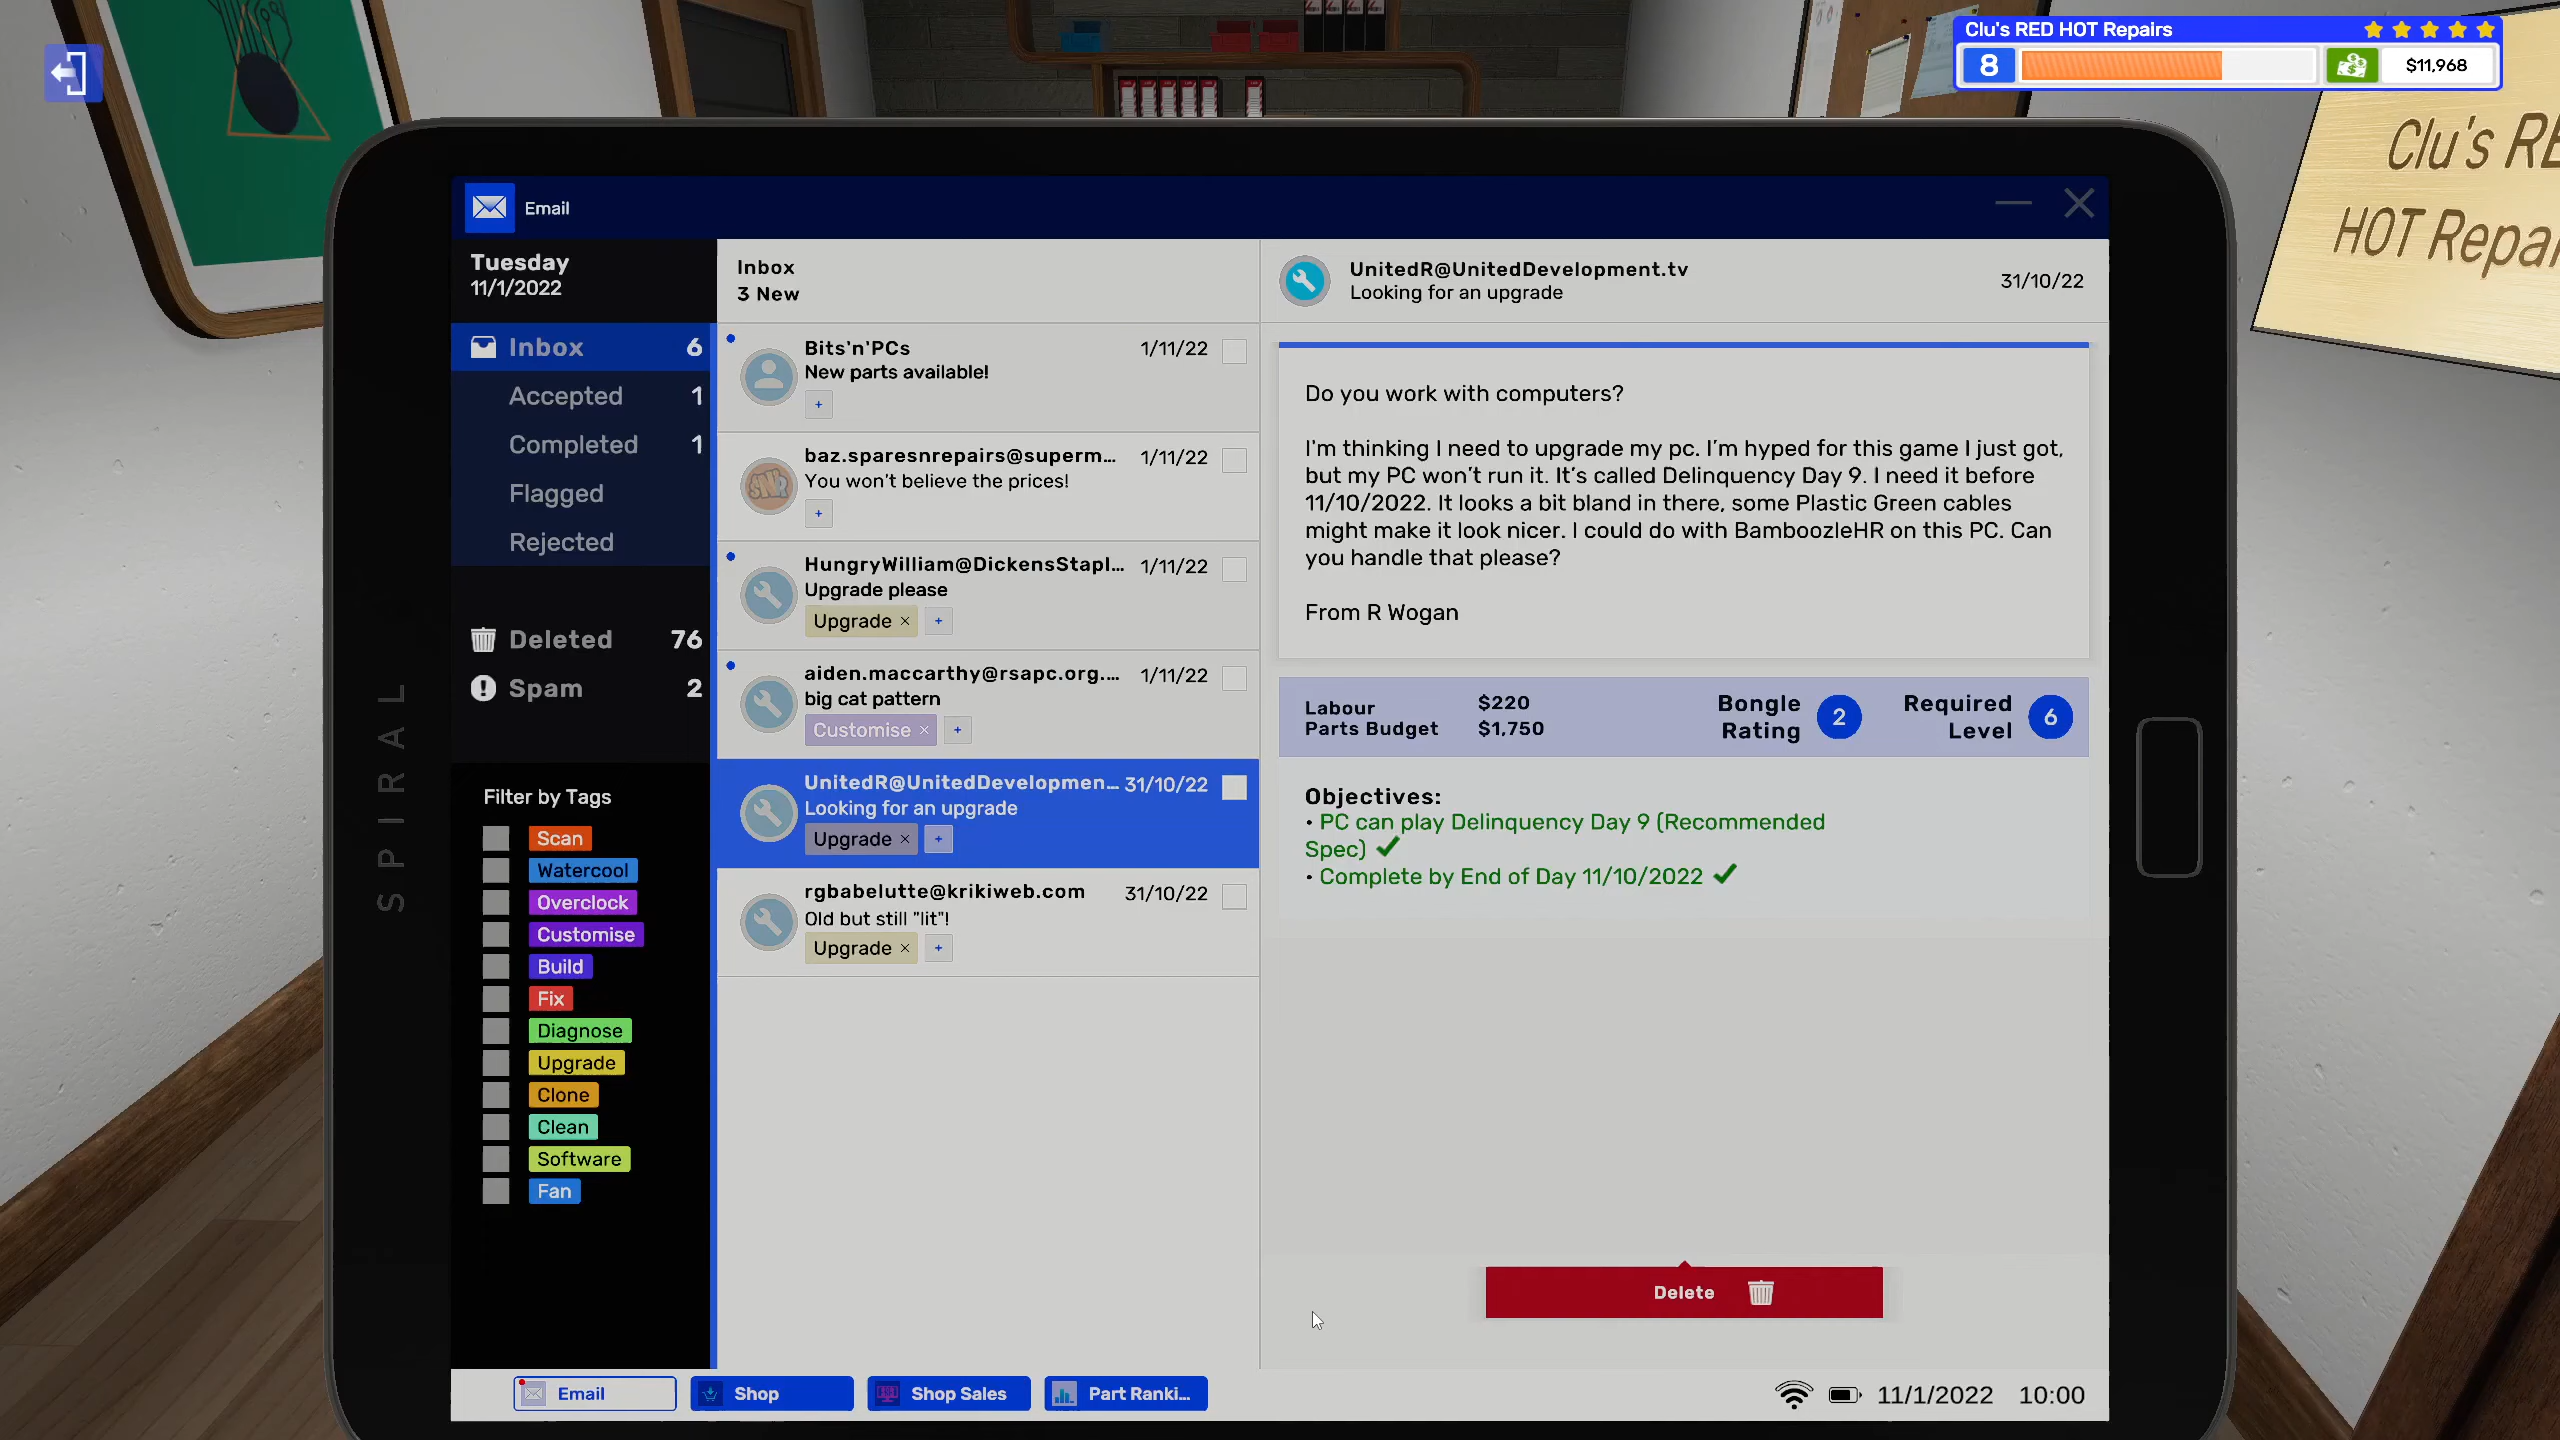 Clu's RED HOT Repairs
8
$11,968
Clu's RE
HOT Repa
SPIRAL
Email
Tuesday
11/1/2022
Inbox 6
Accepted 1
Completed 1
Flagged
Rejected
Deleted 76
Spam 2
Filter by Tags
Scan
Watercool
Overclock
Customise
Build
Fix
Diagnose
Upgrade
Clone
Clean
Software
Fan
Inbox
3 New
Bits'n'PCs 1/11/22
New parts available!
+
SNR
baz.sparesnrepairs@superm... 1/11/22
You won't believe the prices!
+
HungryWilliam@DickensStapl... 1/11/22
Upgrade please
Upgrade × +
aiden.maccarthy@rsapc.org.... 1/11/22
big cat pattern
Customise × +
UnitedR@UnitedDevelopmen... 31/10/22
Looking for an upgrade
Upgrade × +
rgbabelutte@krikiweb.com 31/10/22
Old but still "lit"!
Upgrade × +
UnitedR@UnitedDevelopment.tv
Looking for an upgrade
31/10/22
Do you work with computers?
I'm thinking I need to upgrade my pc. I'm hyped for this game I just got,
but my PC won't run it. It's called Delinquency Day 9. I need it before
11/10/2022. It looks a bit bland in there, some Plastic Green cables
might make it look nicer. I could do with BamboozleHR on this PC. Can
you handle that please?
From R Wogan
Labour $220
Parts Budget $1,750
Bongle Rating 2
Required Level 6
Objectives:
• PC can play Delinquency Day 9 (Recommended
Spec) ✔
• Complete by End of Day 11/10/2022 ✔
Delete
Email
Shop
Shop Sales
Part Ranki...
11/1/2022 10:00